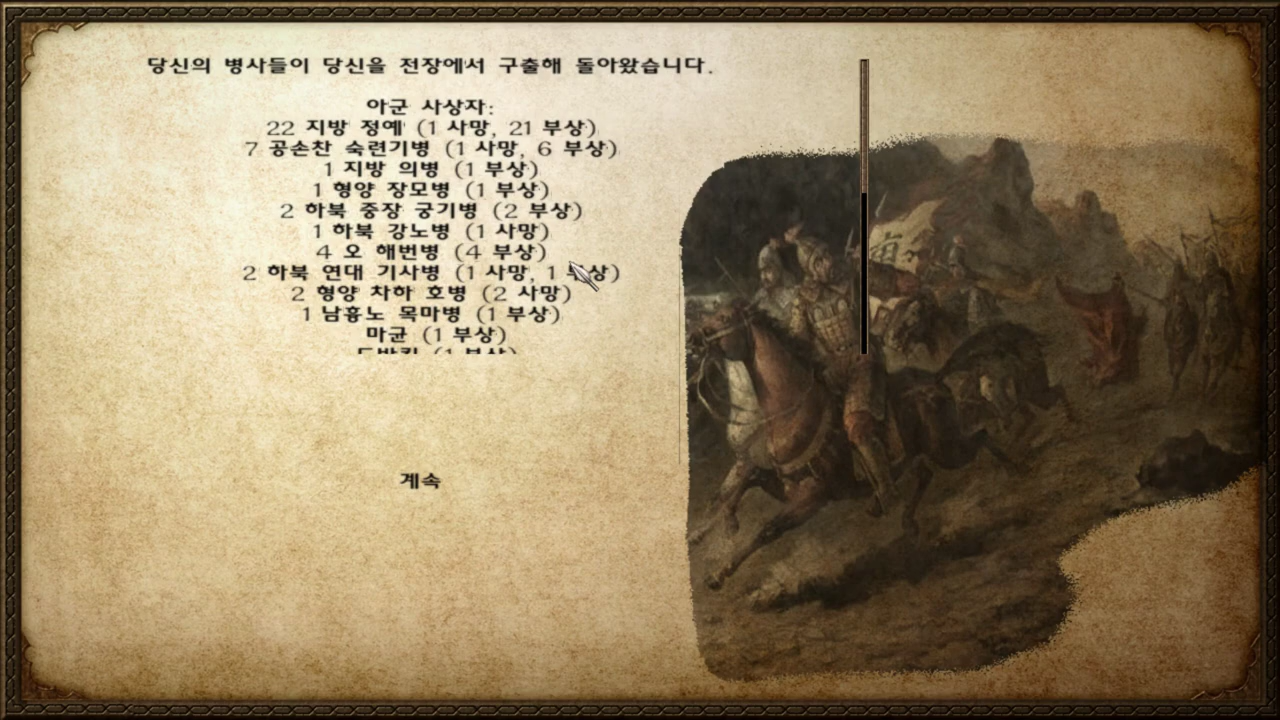 당신의 병사들이 당신을 전장에서 구출해 돌아왔습니다.
아군 사상자:
22 지방 정예 (1 사망, 21 부상)
7 공손찬 숙련기병 (1 사망, 6 부상)
1 지방 의병 (1 부상)
1 형양 장모병 (1 부상)
2 하북 중장 궁기병 (2 부상)
1 하북 강노병 (1 사망)
4 오 해번병 (4 부상)
2 하북 연대 기사병 (1 사망, 1 부상)
2 형양 차하 호병 (2 사망)
1 남흉노 목마병 (1 부상)
마균 (1 부상)
(1 부상)
계속